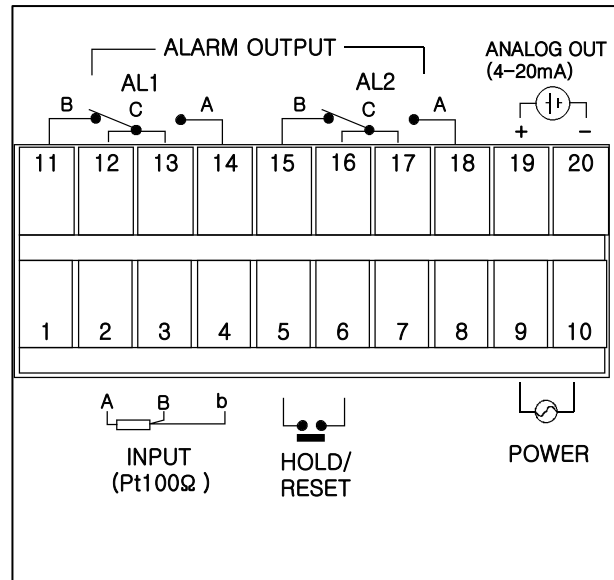 ALARM OUTPUT
ANALOG OUT
(4-20mA)
AL1
AL2
B C A
B C A
+ −
11 12 13 14 15 16 17 18 19 20
1 2 3 4 5 6 7 8 9 10
A B b
INPUT
(Pt100Ω )
HOLD/
RESET
POWER